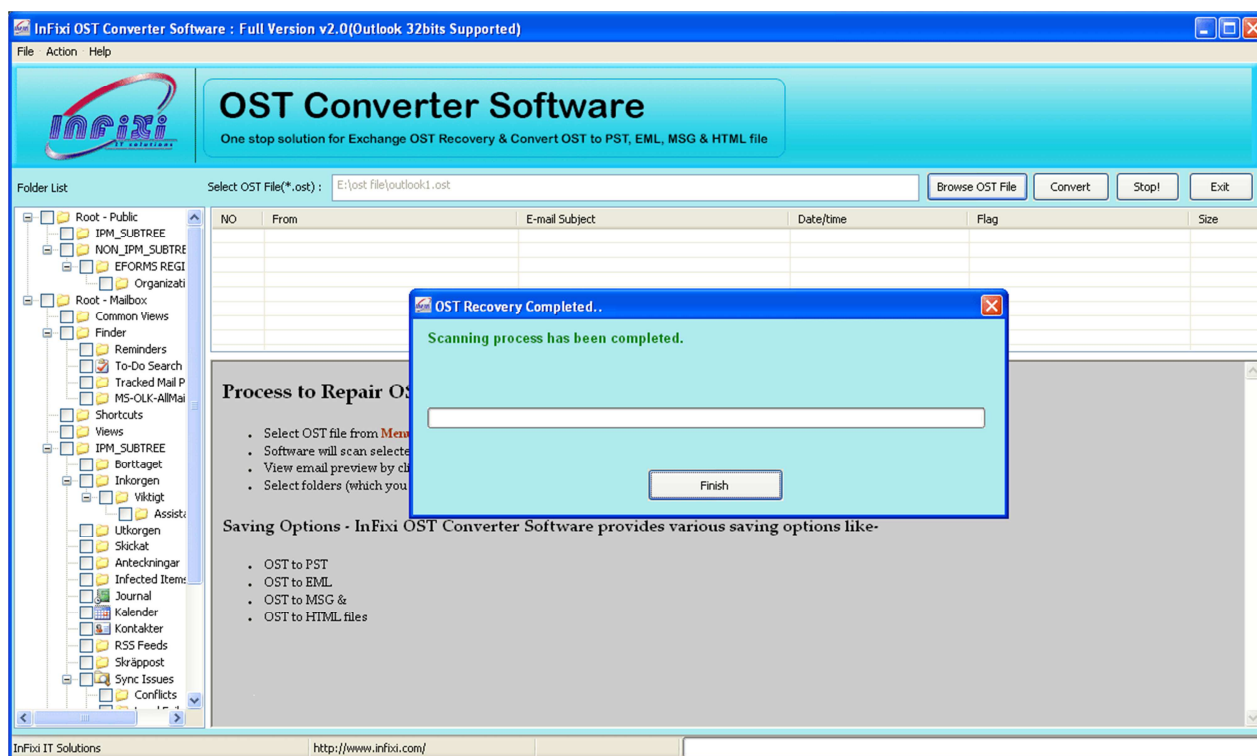 InFixi OST Converter Software : Full Version v2.0(Outlook 32bits Supported)
File Action Help
INFIXI
IT solutions
OST Converter Software
One stop solution for Exchange OST Recovery & Convert OST to PST, EML, MSG & HTML file
Folder List
Select OST File(*.ost) :
E:\ost file\outlook1.ost
Browse OST File
Convert
Stop!
Exit
Root - Public
IPM_SUBTREE
NON_IPM_SUBTRE
EFORMS REGI
Organizati
Root - Mailbox
Common Views
Finder
Reminders
To-Do Search
Tracked Mail P
MS-OLK-AllMai
Shortcuts
Views
IPM_SUBTREE
Borttaget
Inkorgen
Viktigt
Assista
Utkorgen
Skickat
Anteckningar
Infected Items
Journal
Kalender
Kontakter
RSS Feeds
Skräppost
Sync Issues
Conflicts
NO From E-mail Subject Date/time Flag Size
OST Recovery Completed..
Scanning process has been completed.
Finish
Process to Repair OS
Select OST file from Menu
Software will scan selecte
View email preview by cli
Select folders (which you
Saving Options - InFixi OST Converter Software provides various saving options like-
OST to PST
OST to EML
OST to MSG &
OST to HTML files
InFixi IT Solutions
http://www.infixi.com/